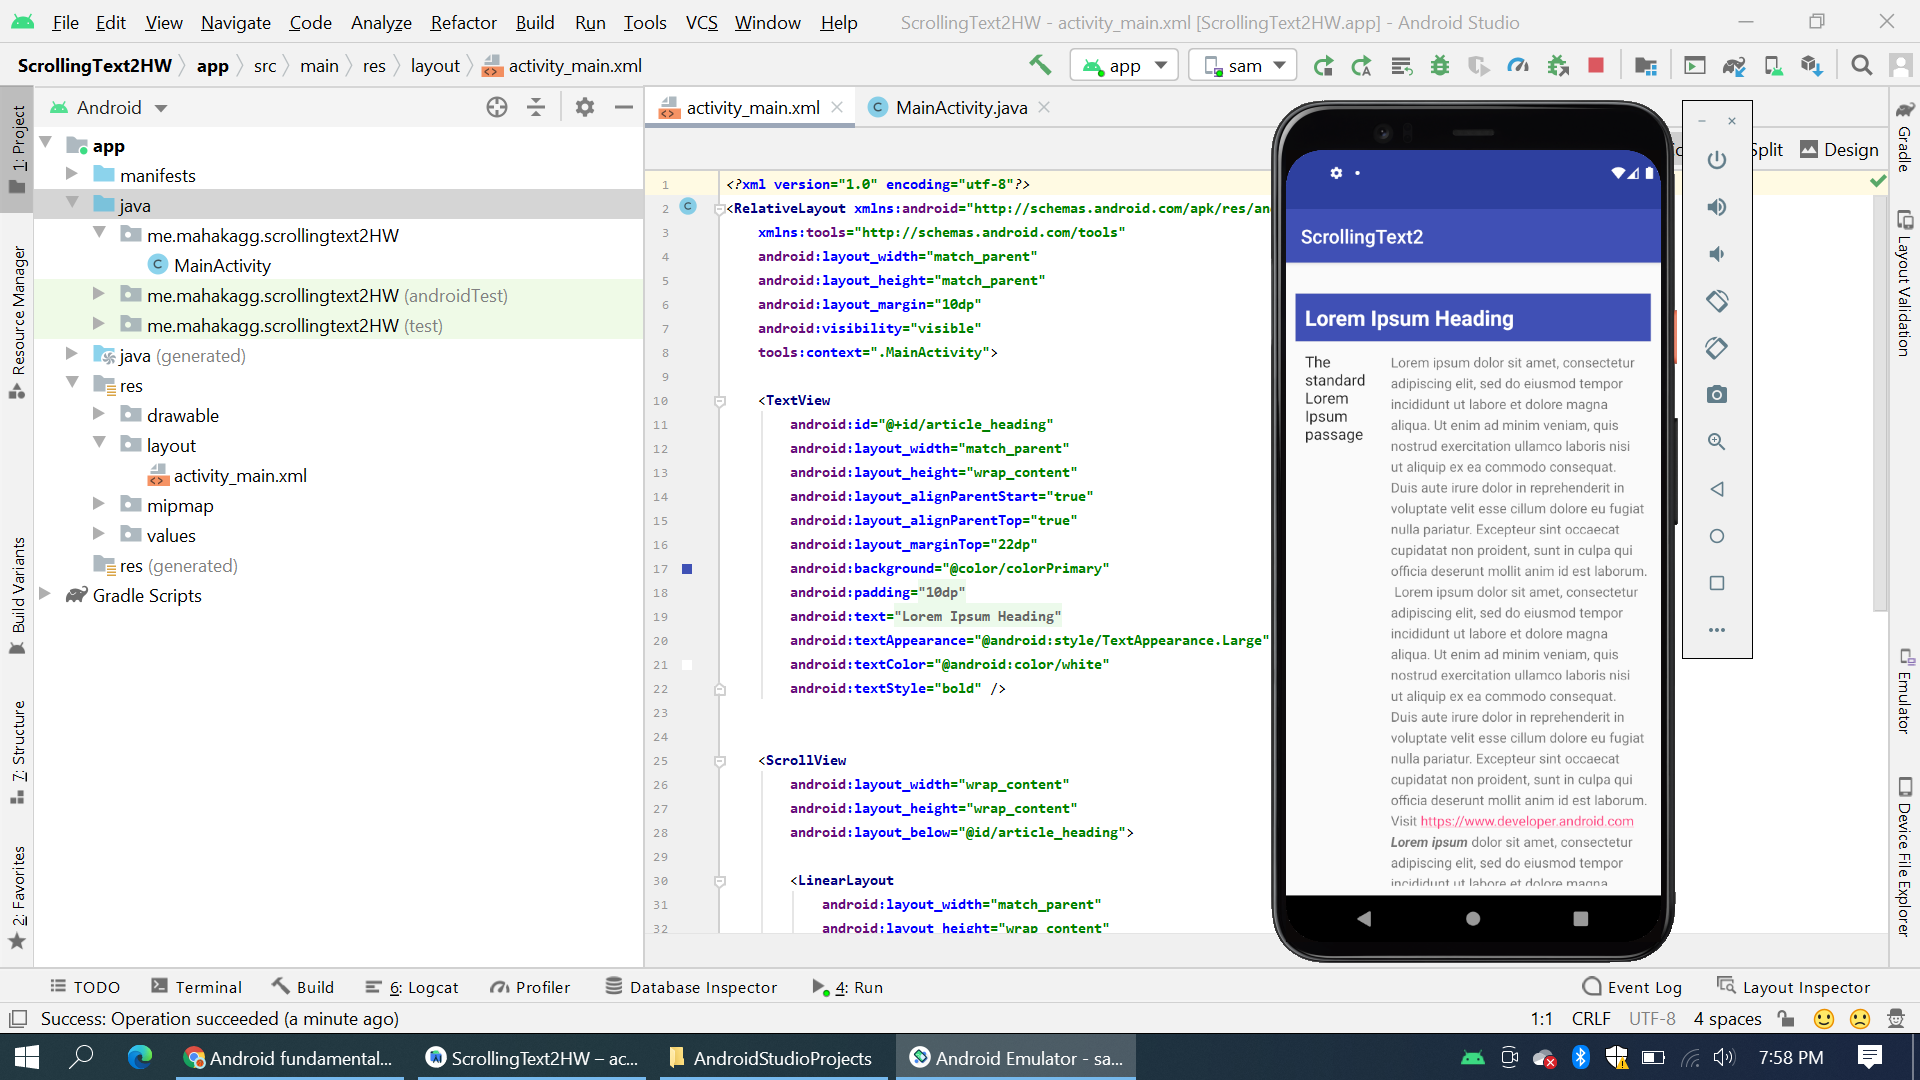 File Edit View Navigate Code Analyze Refactor Build Run Tools VCS Window Help ScrollingText2HW - activity_main.xml [ScrollingText2HW.app] - Android Studio
ScrollingText2HW app src main res layout activity_main.xml app sam
Android
activity_main.xml MainActivity.java
Split Design
1: Project
Resource Manager
Build Variants
7: Structure
2: Favorites
app
manifests
java
me.mahakagg.scrollingtext2HW
MainActivity
me.mahakagg.scrollingtext2HW (androidTest)
me.mahakagg.scrollingtext2HW (test)
java (generated)
res
drawable
layout
activity_main.xml
mipmap
values
res (generated)
Gradle Scripts
1 <?xml version="1.0" encoding="utf-8"?>
2 <RelativeLayout xmlns:android="http://schemas.android.com/apk/res/an
3 xmlns:tools="http://schemas.android.com/tools"
4 android:layout_width="match_parent"
5 android:layout_height="match_parent"
6 android:layout_margin="10dp"
7 android:visibility="visible"
8 tools:context=".MainActivity">
9
10 <TextView
11 android:id="@+id/article_heading"
12 android:layout_width="match_parent"
13 android:layout_height="wrap_content"
14 android:layout_alignParentStart="true"
15 android:layout_alignParentTop="true"
16 android:layout_marginTop="22dp"
17 android:background="@color/colorPrimary"
18 android:padding="10dp"
19 android:text="Lorem Ipsum Heading"
20 android:textAppearance="@android:style/TextAppearance.Large"
21 android:textColor="@android:color/white"
22 android:textStyle="bold" />
23
24
25 <ScrollView
26 android:layout_width="wrap_content"
27 android:layout_height="wrap_content"
28 android:layout_below="@id/article_heading">
29
30 <LinearLayout
31 android:layout_width="match_parent"
32 android:layout_height="wrap_content"
ScrollingText2
Lorem Ipsum Heading
The
standard
Lorem
Ipsum
passage
Lorem ipsum dolor sit amet, consectetur
adipiscing elit, sed do eiusmod tempor
incididunt ut labore et dolore magna
aliqua. Ut enim ad minim veniam, quis
nostrud exercitation ullamco laboris nisi
ut aliquip ex ea commodo consequat.
Duis aute irure dolor in reprehenderit in
voluptate velit esse cillum dolore eu fugiat
nulla pariatur. Excepteur sint occaecat
cupidatat non proident, sunt in culpa qui
officia deserunt mollit anim id est laborum.
Lorem ipsum dolor sit amet, consectetur
adipiscing elit, sed do eiusmod tempor
incididunt ut labore et dolore magna
aliqua. Ut enim ad minim veniam, quis
nostrud exercitation ullamco laboris nisi
ut aliquip ex ea commodo consequat.
Duis aute irure dolor in reprehenderit in
voluptate velit esse cillum dolore eu fugiat
nulla pariatur. Excepteur sint occaecat
cupidatat non proident, sunt in culpa qui
officia deserunt mollit anim id est laborum.
Visit https://www.developer.android.com
Lorem ipsum dolor sit amet, consectetur
adipiscing elit, sed do eiusmod tempor
incididunt ut labore et dolore magna
Gradle
Layout Validation
Emulator
Device File Explorer
TODO Terminal Build 6: Logcat Profiler Database Inspector 4: Run Event Log Layout Inspector
Success: Operation succeeded (a minute ago) 1:1 CRLF UTF-8 4 spaces
Android fundamental... ScrollingText2HW – ac... AndroidStudioProjects Android Emulator - sa... 7:58 PM